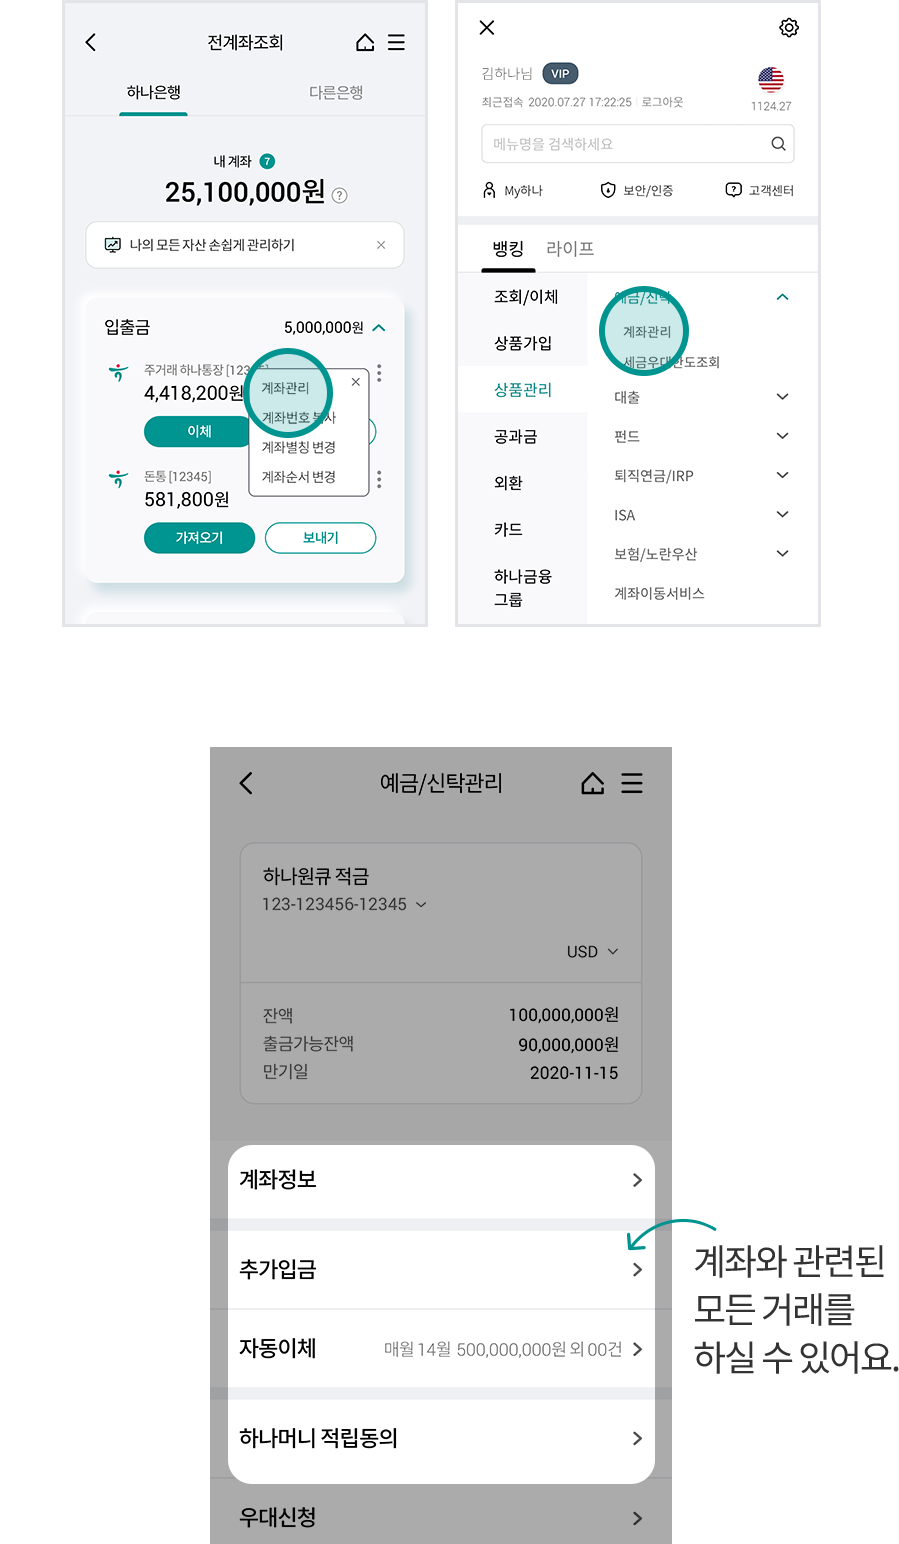 전계좌조회
하나은행
다른은행
내 계좌 7
25,100,000원 ?
나의 모든 자산 손쉽게 관리하기
입출금
5,000,000원
주거래 하나통장
4,418,200원
이체
계좌관리
계좌번호 복사
계좌별칭 변경
계좌순서 변경
돈통 [12345]
581,800원
가져오기
보내기
김하나님 VIP
최근접속 2020.07.27 17:22:25 로그아웃
1124.27
메뉴명을 검색하세요
My하나
보안/인증
고객센터
뱅킹
라이프
조회/이체
상품가입
상품관리
공과금
외환
카드
하나금융
그룹
예금/신탁
계좌관리
세금우대한도조회
대출
펀드
퇴직연금/IRP
ISA
보험/노란우산
계좌이동서비스
예금/신탁관리
하나원큐 적금
123-123456-12345
USD
잔액 100,000,000원
출금가능잔액 90,000,000원
만기일 2020-11-15
계좌정보
추가입금
자동이체 매월 14월 500,000,000원 외 00건
하나머니 적립동의
우대신청
계좌와 관련된
모든 거래를
하실 수 있어요.